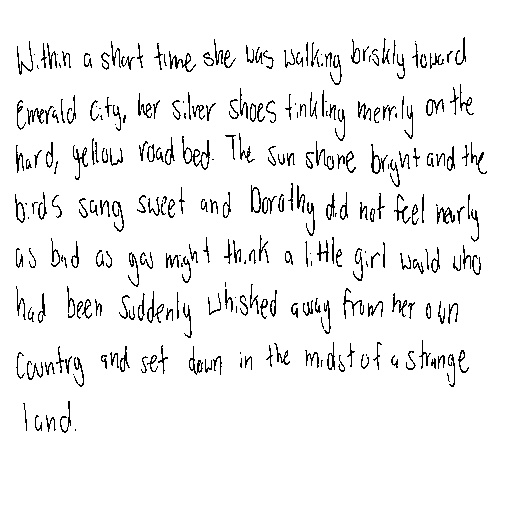 Within a short time she was walking briskly toward
Emerald City, her silver shoes tinkling merrily on the
hard, yellow road bed. The sun shone bright and the
birds sang sweet and Dorothy did not feel nearly
as bad as you might think a little girl would who
had been suddenly whisked away from her own
Country and set down in the midst of a strange
land.